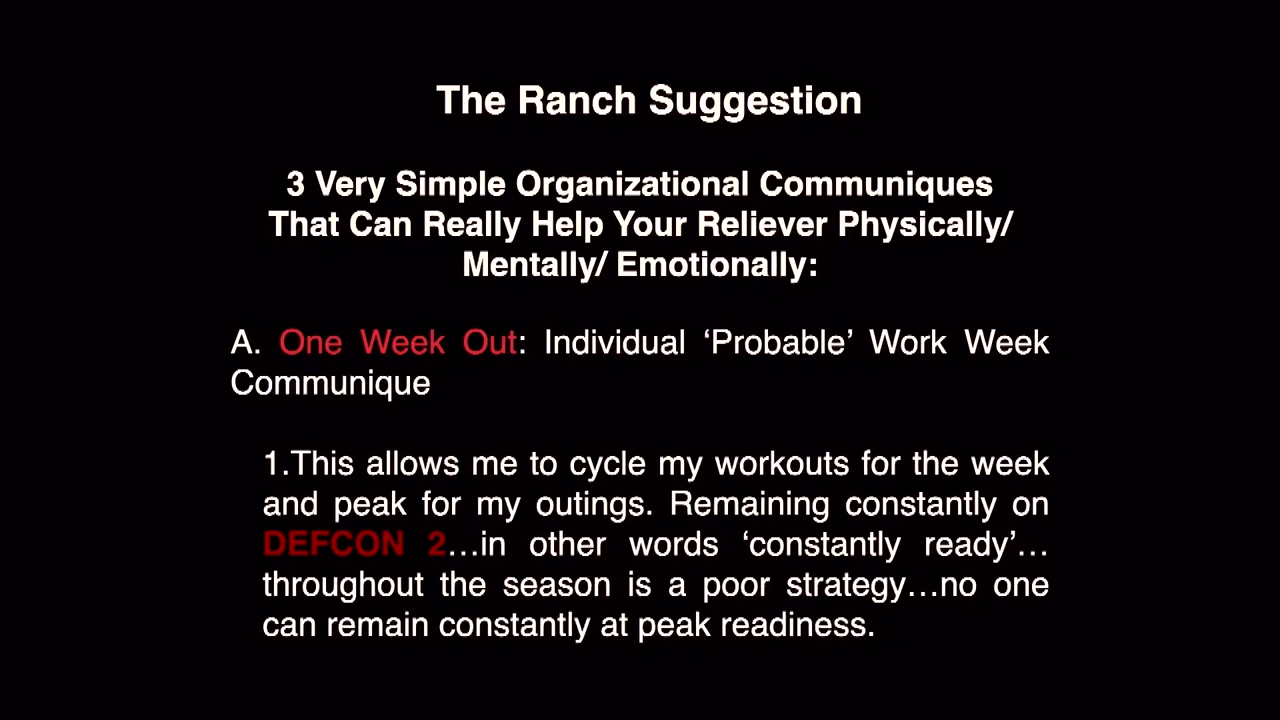 The Ranch Suggestion
3 Very Simple Organizational Communiques
That Can Really Help Your Reliever Physically/
Mentally/ Emotionally:
A. One Week Out: Individual ‘Probable’ Work Week
Communique
1.This allows me to cycle my workouts for the week
and peak for my outings. Remaining constantly on
DEFCON 2…in other words ‘constantly ready’…
throughout the season is a poor strategy…no one
can remain constantly at peak readiness.